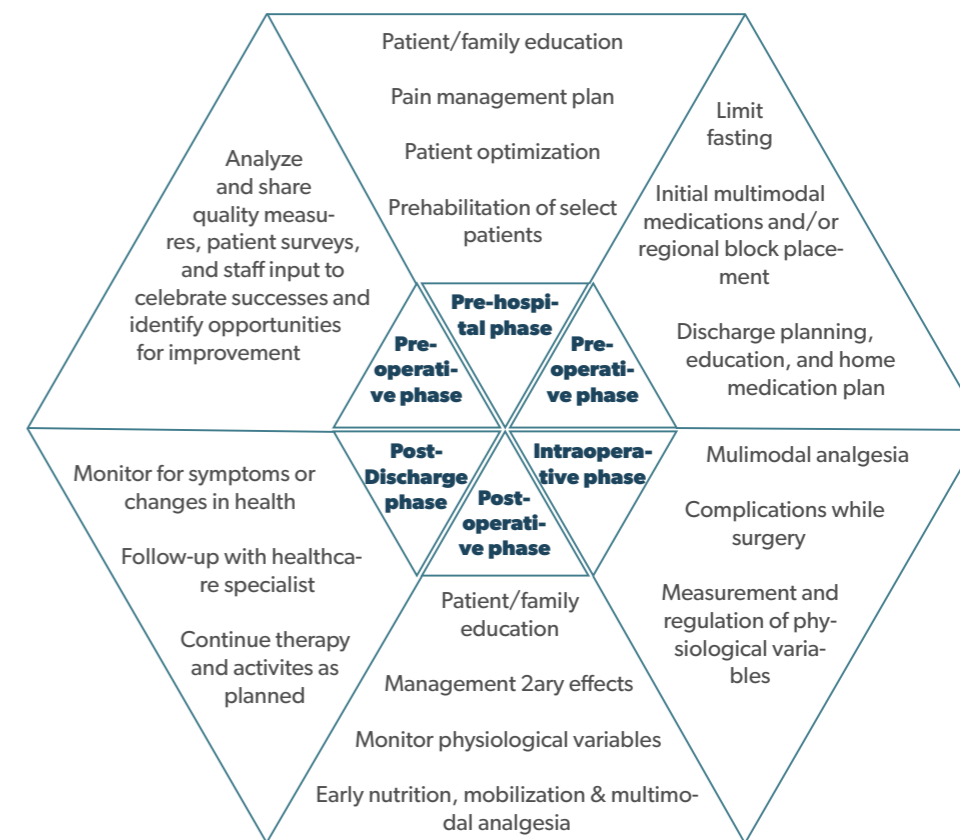 Patient/family education
Pain management plan
Patient optimization
Prehabilitation of select
patients
Limit
fasting
Initial multimodal
medications and/or
regional block place-
ment
Discharge planning,
education, and home
medication plan
Analyze
and share
quality measu-
res, patient surveys,
and staff input to
celebrate successes and
identify opportunities
for improvement
Pre-hospi-
tal phase
Pre-
operati-
ve phase
Pre-
operati-
ve phase
Post-
Discharge
phase
Post-
operati-
ve phase
Intraopera-
tive phase
Mulimodal analgesia
Complications while
surgery
Measurement and
regulation of phy-
siological varia-
bles
Monitor for symptoms or
changes in health
Follow-up with healthca-
re specialist
Continue therapy
and activites as
planned
Patient/family
education
Management 2ary effects
Monitor physiological variables
Early nutrition, mobilization & multimo-
dal analgesia